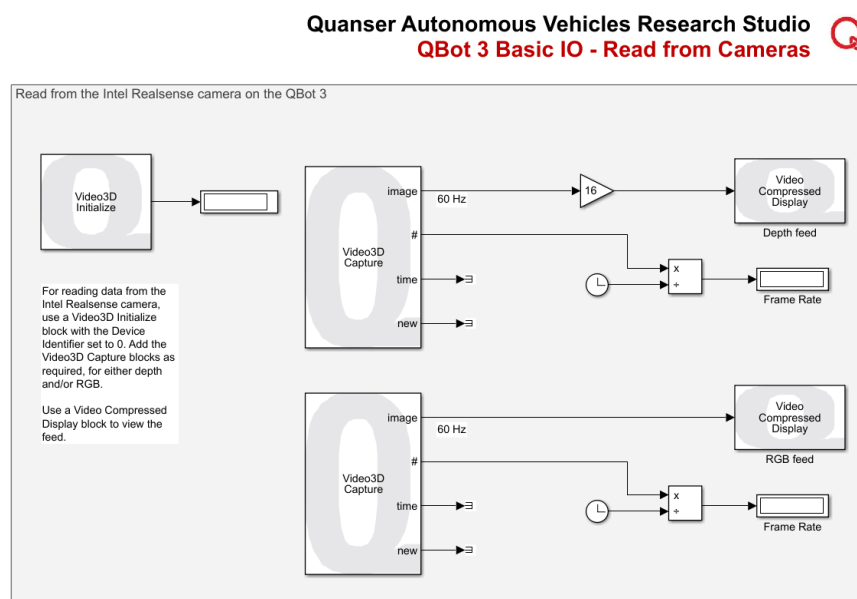 Quanser Autonomous Vehicles Research Studio
QBot 3 Basic IO - Read from Cameras
Read from the Intel Realsense camera on the QBot 3
Video3D
Initialize
For reading data from the
Intel Realsense camera,
use a Video3D Initialize
block with the Device
Identifier set to 0. Add the
Video3D Capture blocks as
required, for either depth
and/or RGB.
Use a Video Compressed
Display block to view the
feed.
Video3D
Capture
image
#
time
new
60 Hz
16
Video
Compressed
Display
Depth feed
x
÷
Frame Rate
Video3D
Capture
image
#
time
new
60 Hz
Video
Compressed
Display
RGB feed
x
÷
Frame Rate